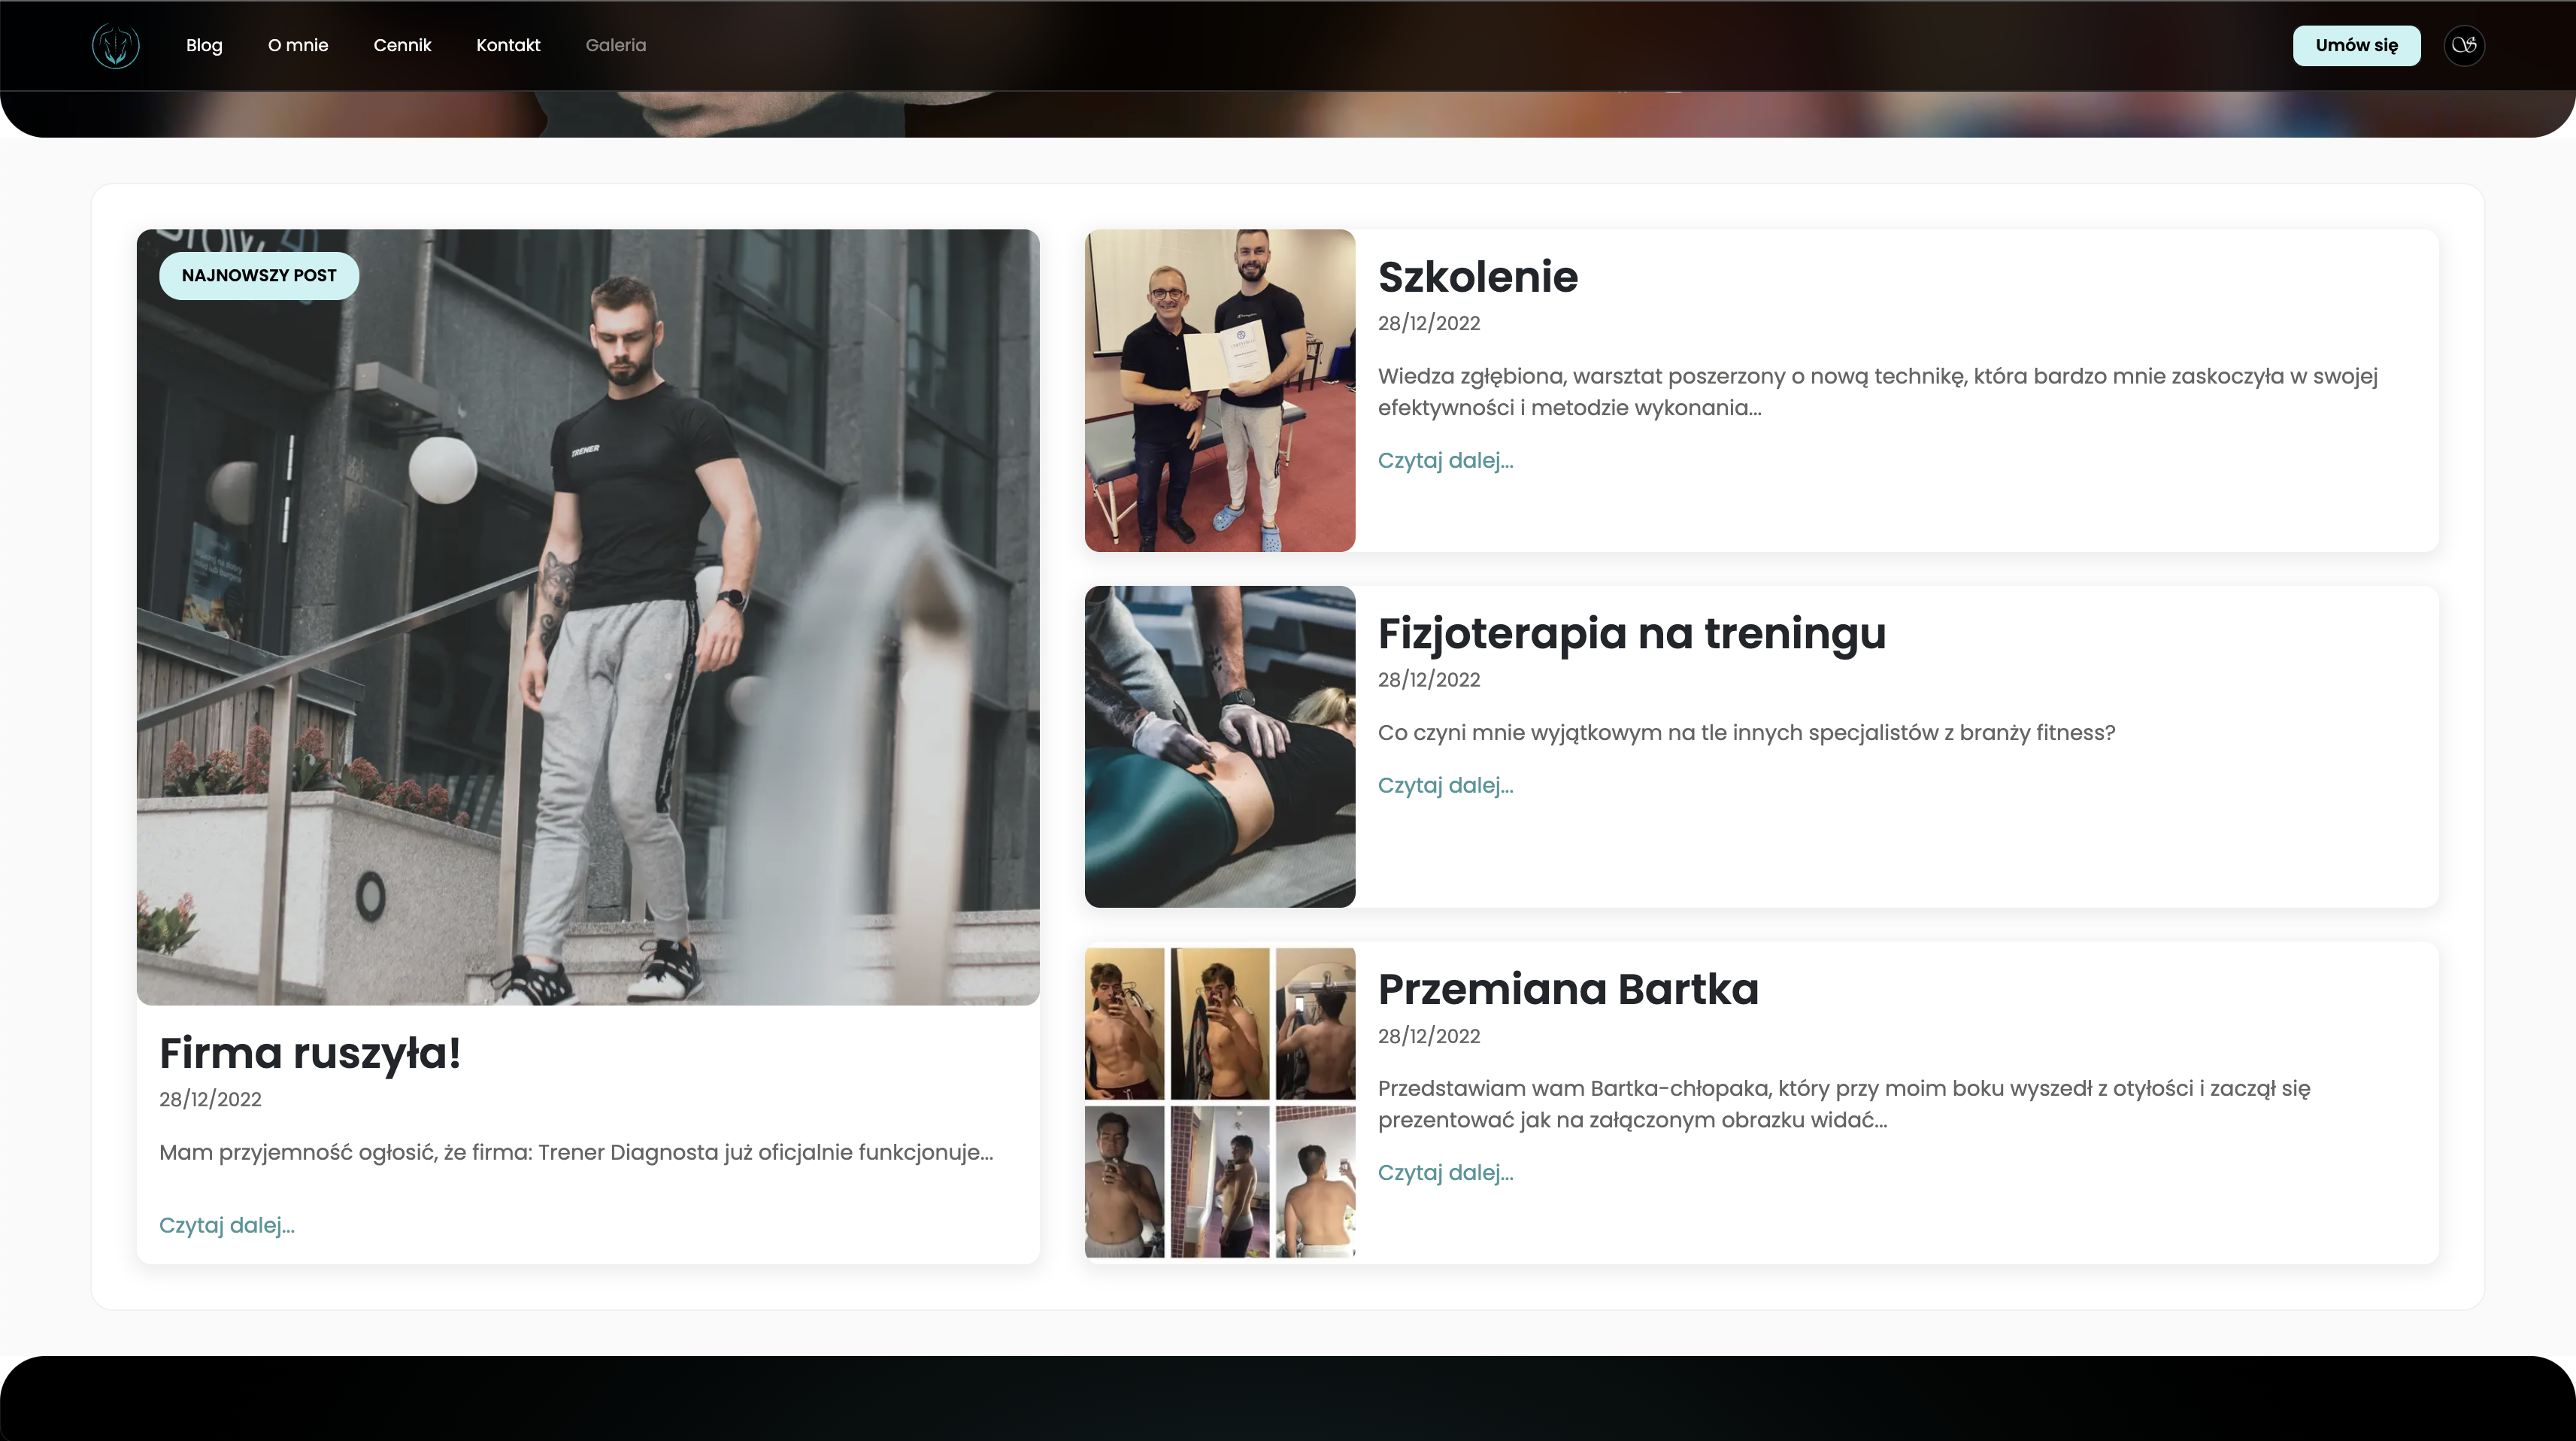 Blog
O mnie
Cennik
Kontakt
Galeria
Umów się
NAJNOWSZY POST
TRENER
Firma ruszyła!
28/12/2022
Mam przyjemność ogłosić, że firma: Trener Diagnosta już oficjalnie funkcjonuje...
Czytaj dalej...
Szkolenie
28/12/2022
Wiedza zgłębiona, warsztat poszerzony o nową technikę, która bardzo mnie zaskoczyła w swojej
efektywności i metodzie wykonania...
Czytaj dalej...
Fizjoterapia na treningu
28/12/2022
Co czyni mnie wyjątkowym na tle innych specjalistów z branży fitness?
Czytaj dalej...
Przemiana Bartka
28/12/2022
Przedstawiam wam Bartka-chłopaka, który przy moim boku wyszedł z otyłości i zaczął się
prezentować jak na załączonym obrazku widać...
Czytaj dalej...